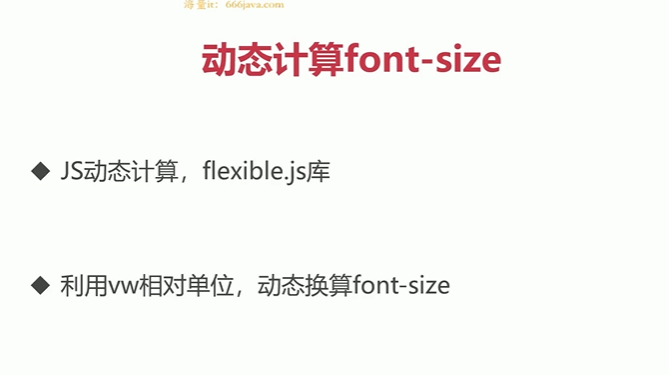 海量it：666java.com
动态计算font-size
◆ JS动态计算，flexible.js库
◆ 利用vw相对单位，动态换算font-size